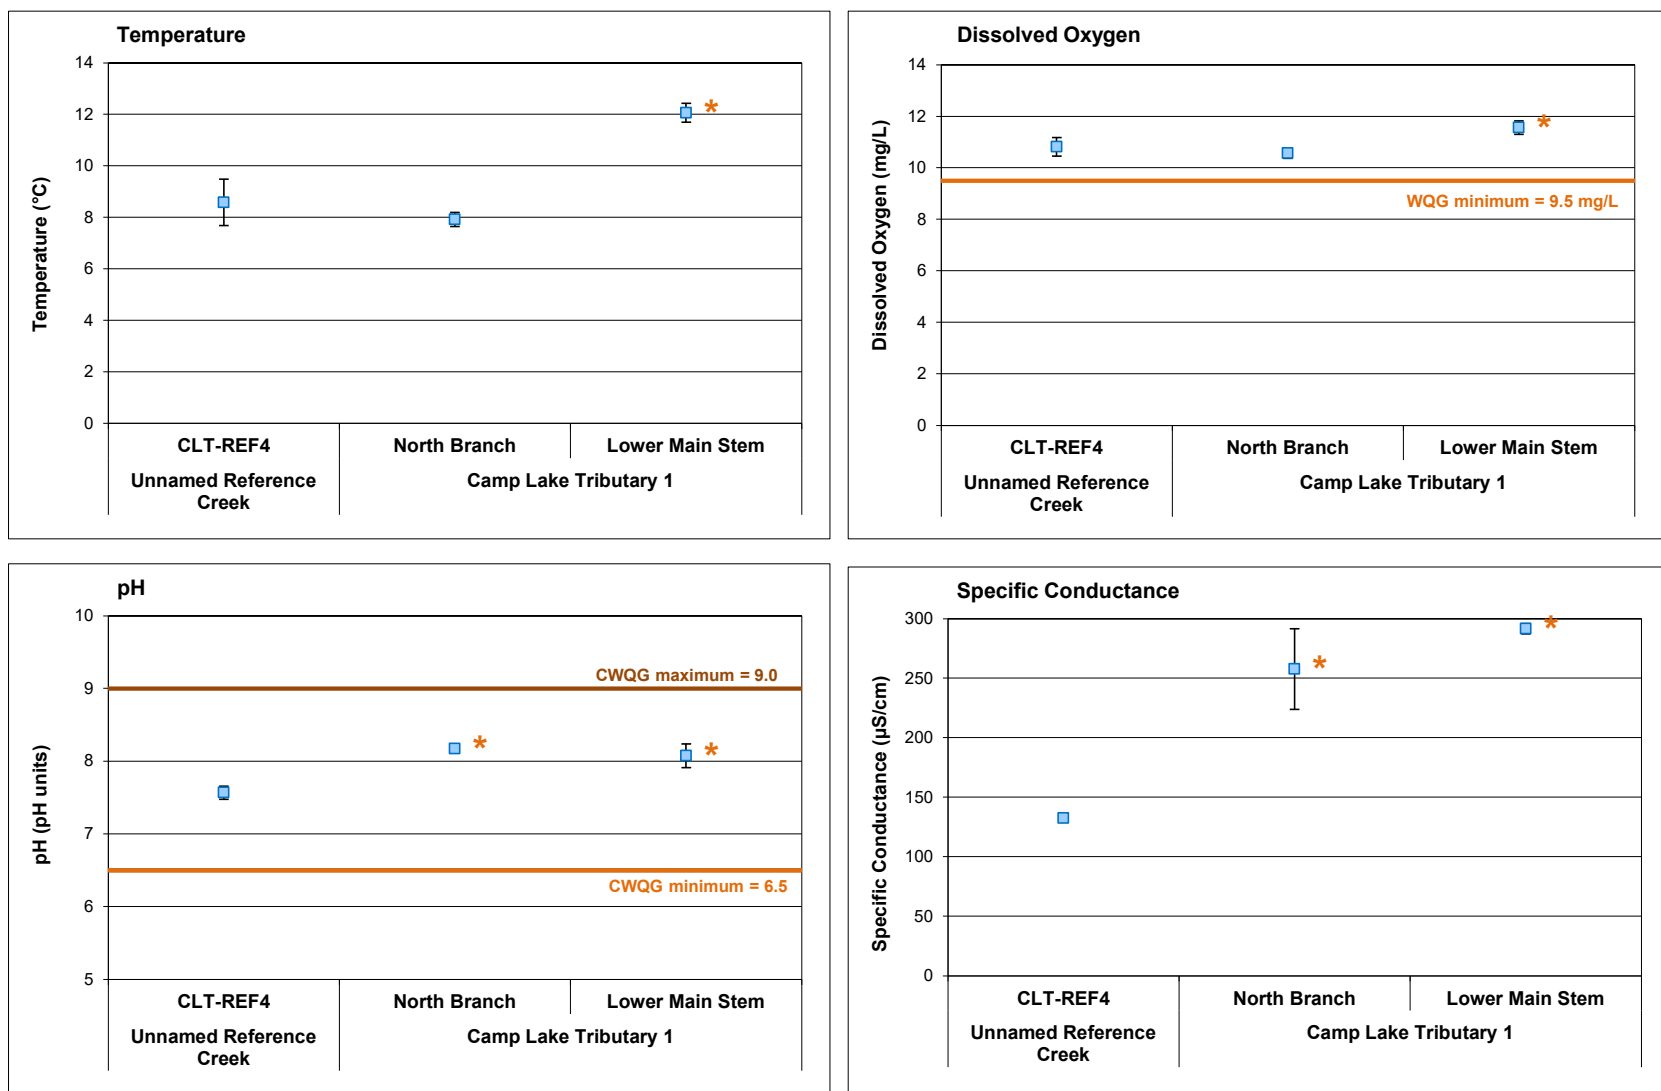 Temperature
Temperature (°C)
14
12
10
8
6
4
2
0
*
CLT-REF4
North Branch
Lower Main Stem
Unnamed Reference
Creek
Camp Lake Tributary 1
Dissolved Oxygen
Dissolved Oxygen (mg/L)
14
12
10
8
6
4
2
0
*
WQG minimum = 9.5 mg/L
CLT-REF4
North Branch
Lower Main Stem
Unnamed Reference
Creek
Camp Lake Tributary 1
pH
pH (pH units)
10
9
8
7
6
5
CWQG maximum = 9.0
*
*
CWQG minimum = 6.5
CLT-REF4
North Branch
Lower Main Stem
Unnamed Reference
Creek
Camp Lake Tributary 1
Specific Conductance
Specific Conductance (µS/cm)
300
250
200
150
100
50
0
*
*
CLT-REF4
North Branch
Lower Main Stem
Unnamed Reference
Creek
Camp Lake Tributary 1